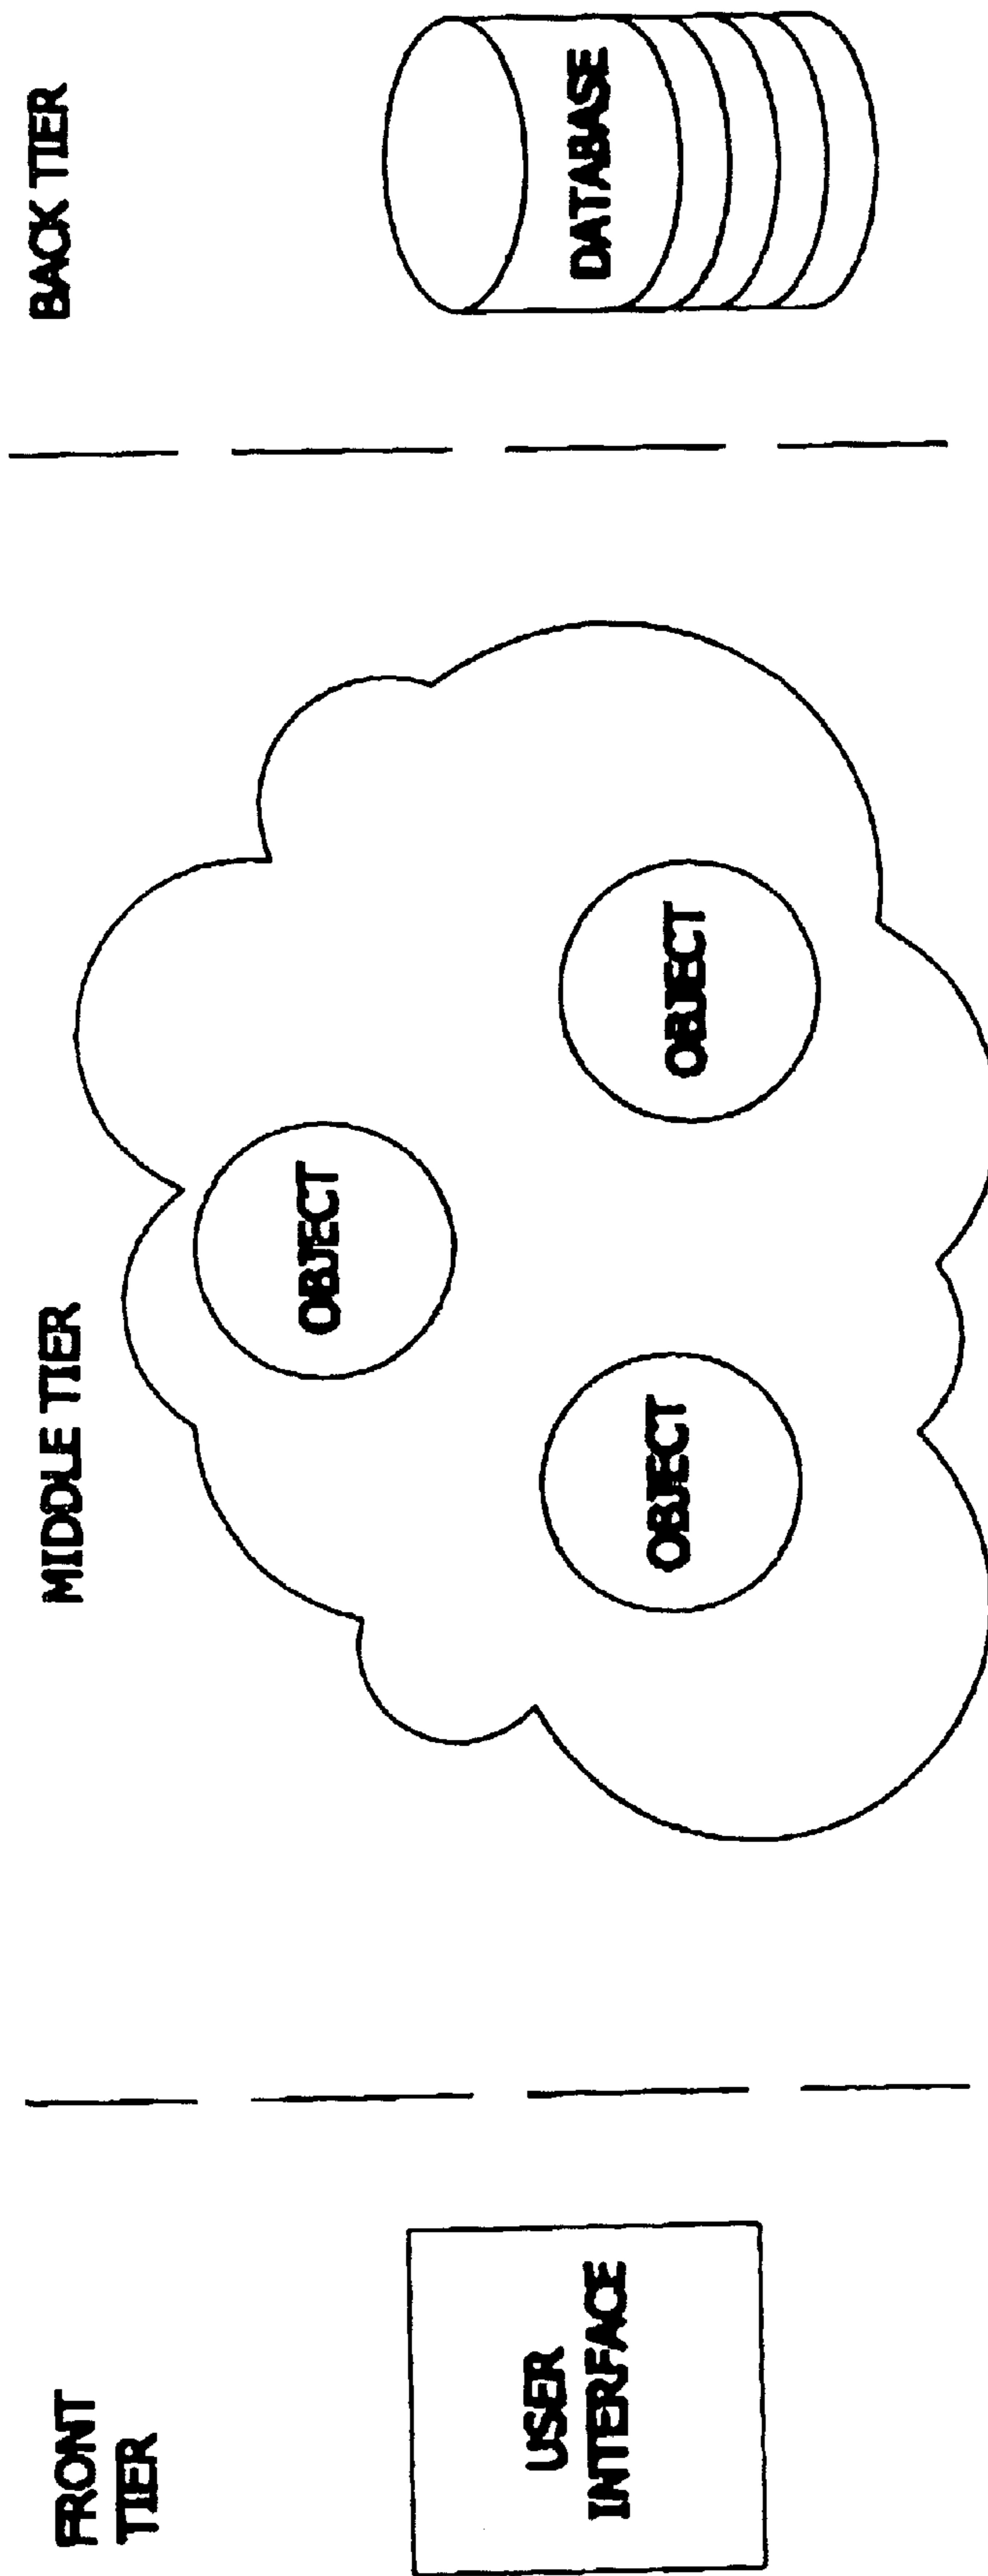 FRONT
TIER
USER
INTERFACE
MIDDLE TIER
OBJECT
OBJECT
OBJECT
BACK TIER
DATABASE